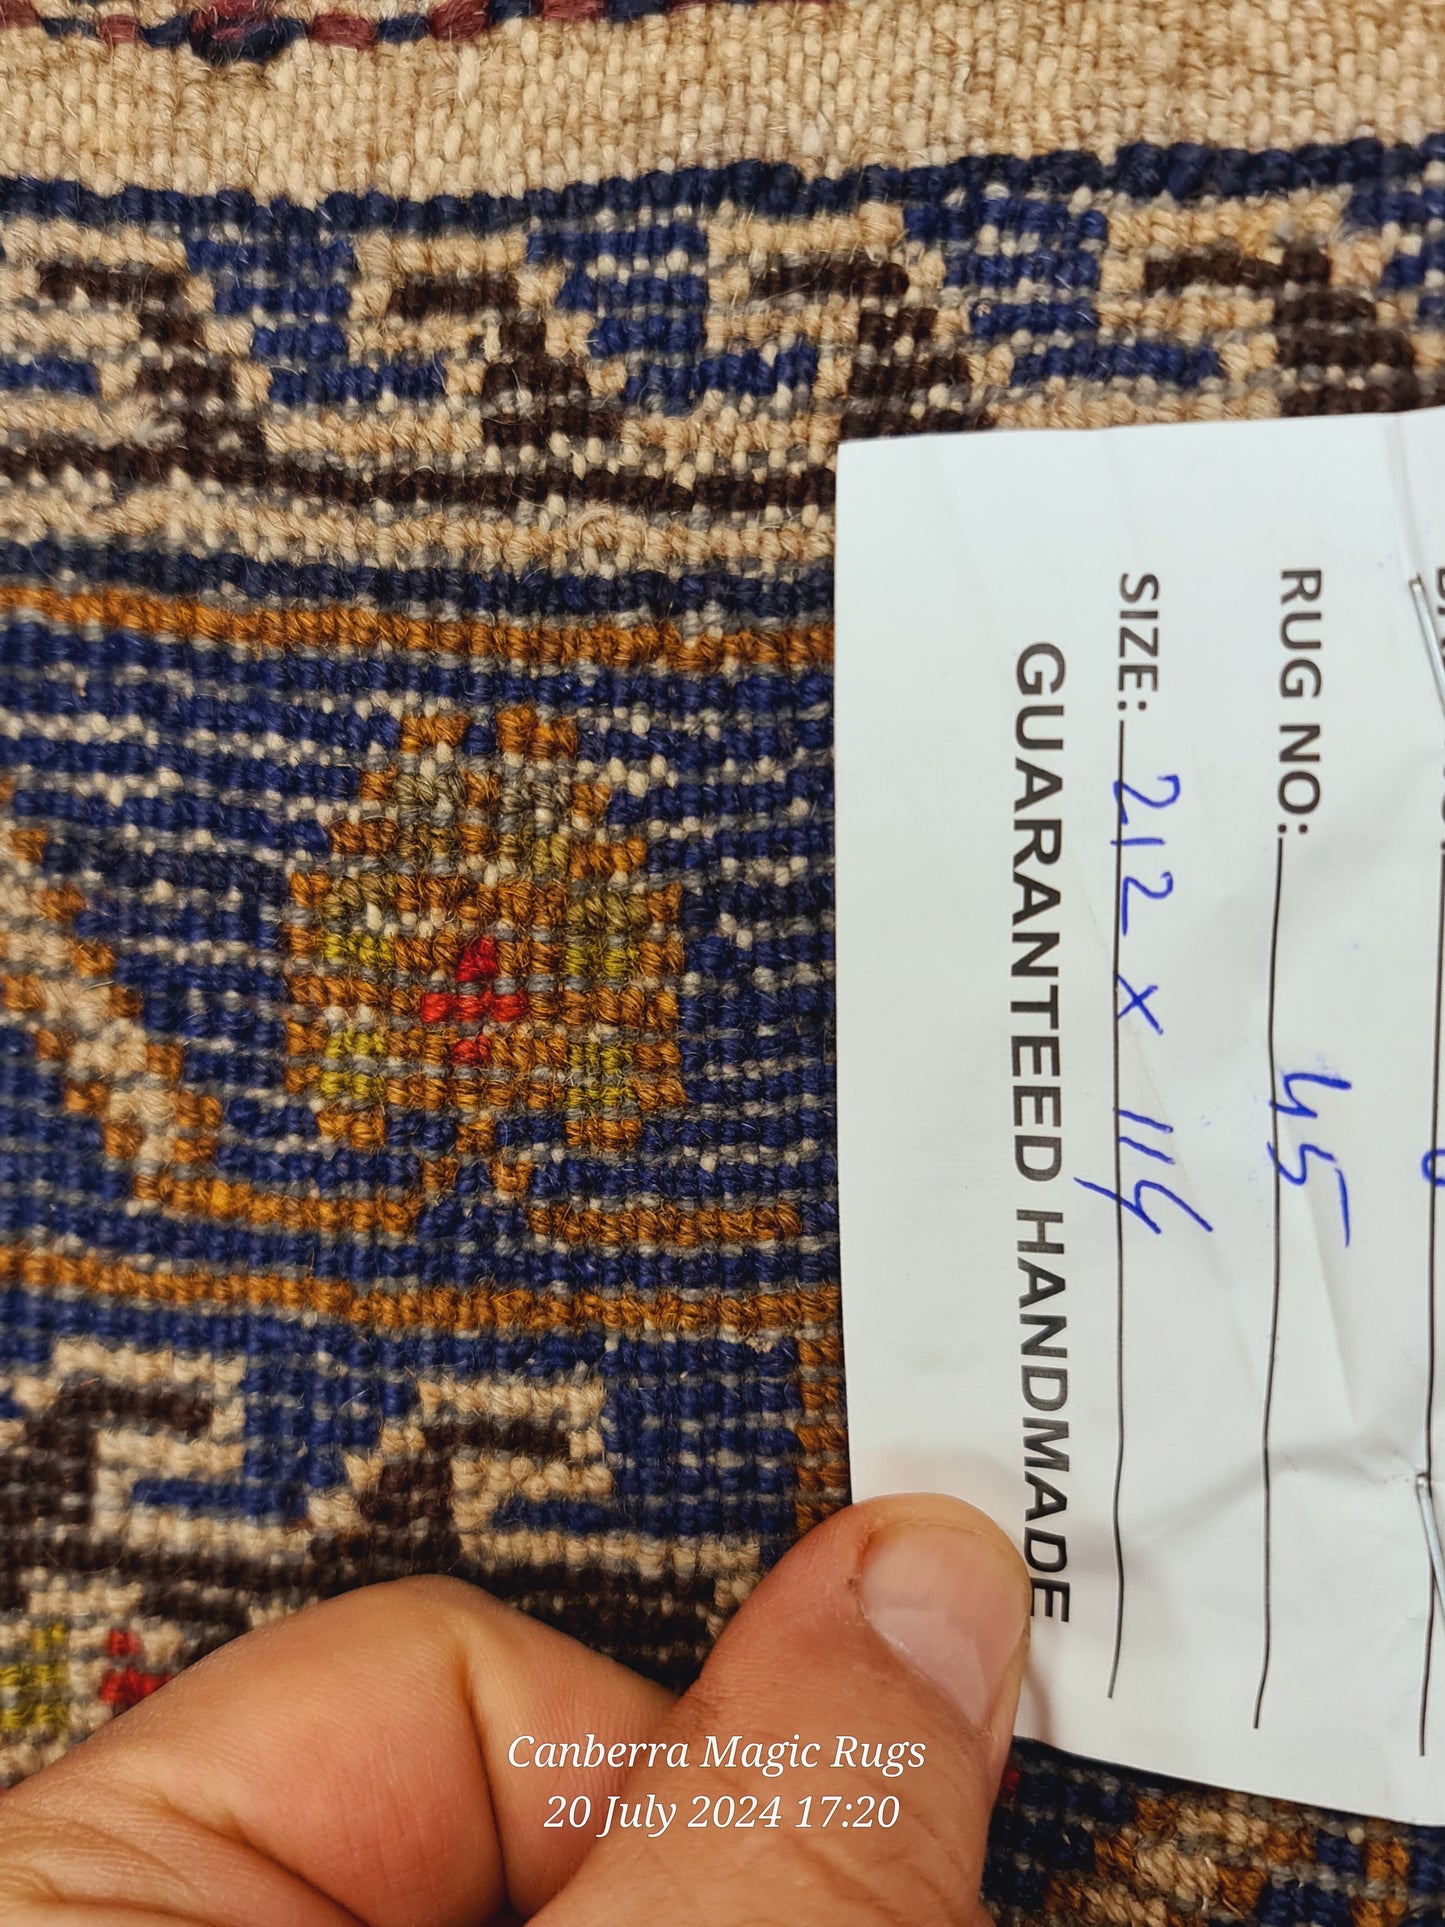 RUG NO: 45
SIZE: 212 x 114
GUARANTEED HANDMADE
Canberra Magic Rugs
20 July 2024 17:20